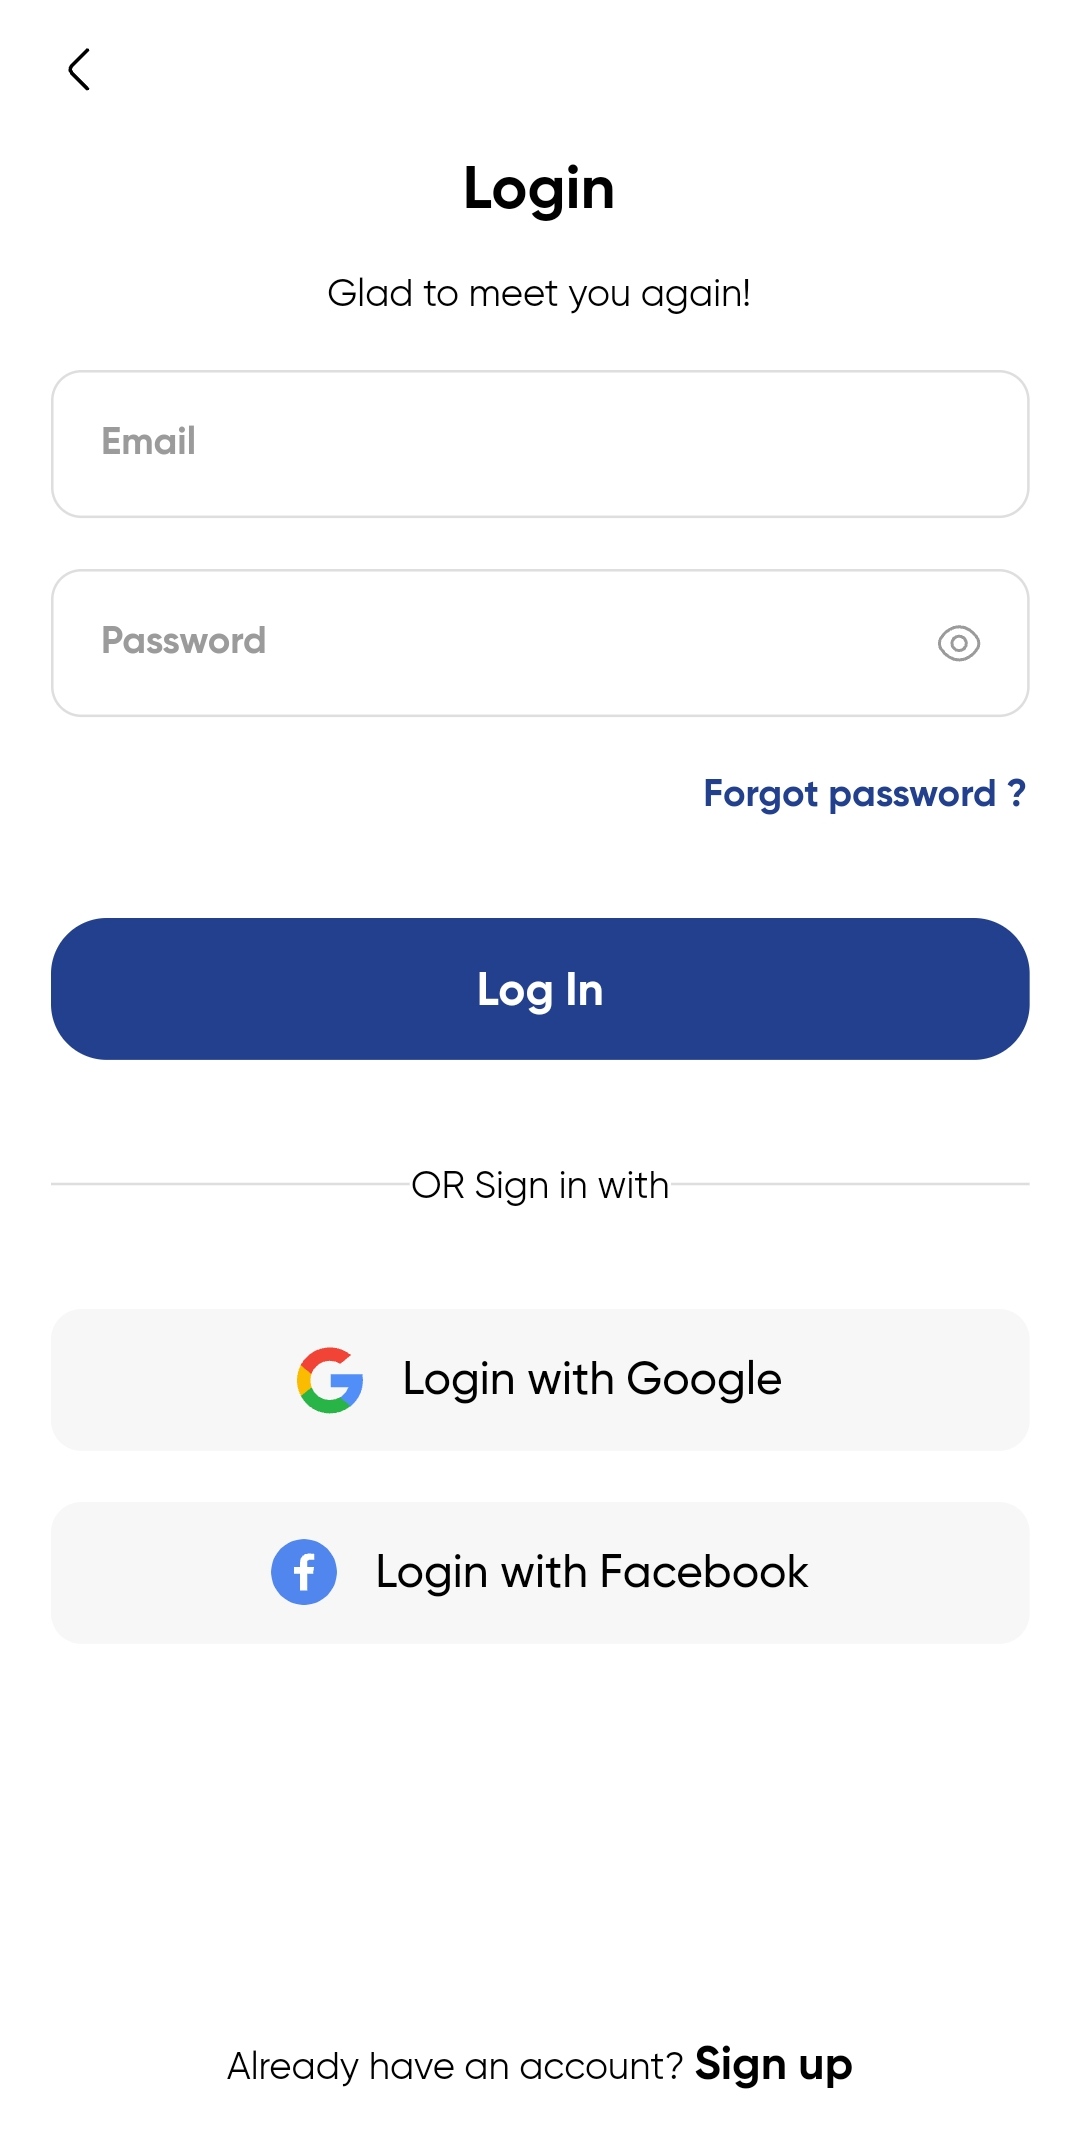 Login
Glad to meet you again!
Email
Password
Forgot password ?
Log In
OR Sign in with
Login with Google
Login with Facebook
Already have an account? Sign up